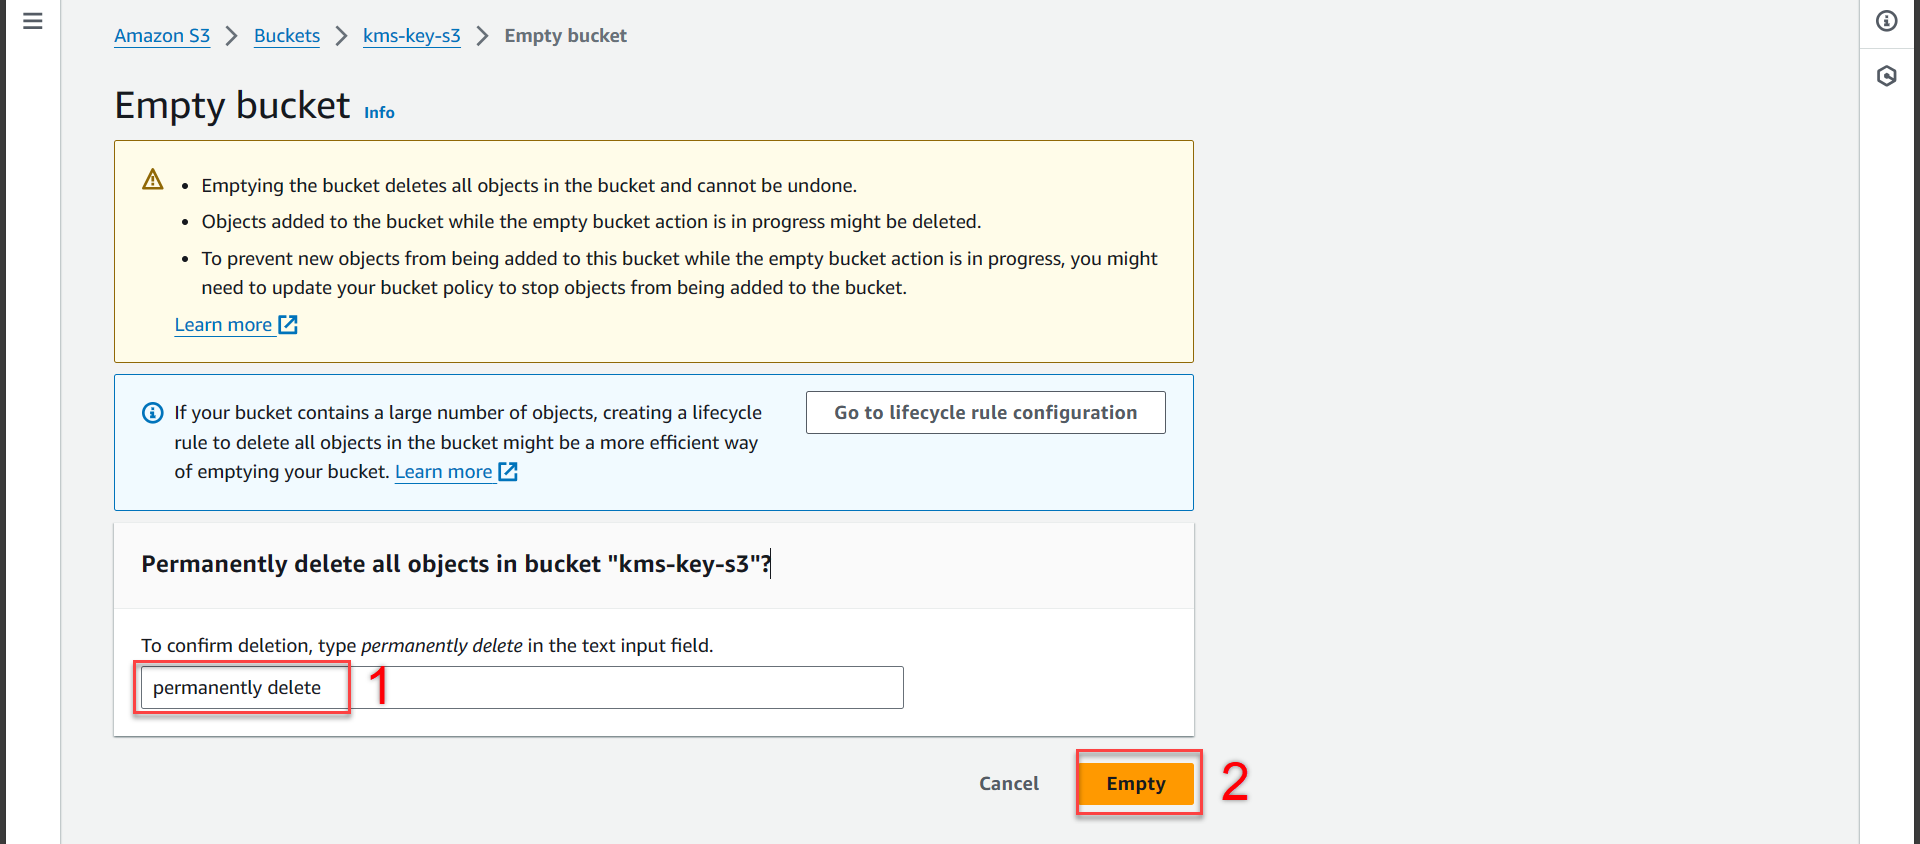 Amazon S3 > Buckets > kms-key-s3 > Empty bucket
Empty bucket Info
• Emptying the bucket deletes all objects in the bucket and cannot be undone.
• Objects added to the bucket while the empty bucket action is in progress might be deleted.
• To prevent new objects from being added to this bucket while the empty bucket action is in progress, you might
need to update your bucket policy to stop objects from being added to the bucket.
Learn more
If your bucket contains a large number of objects, creating a lifecycle
rule to delete all objects in the bucket might be a more efficient way
of emptying your bucket. Learn more
Go to lifecycle rule configuration
Permanently delete all objects in bucket "kms-key-s3"?
To confirm deletion, type permanently delete in the text input field.
permanently delete 1
Cancel Empty 2